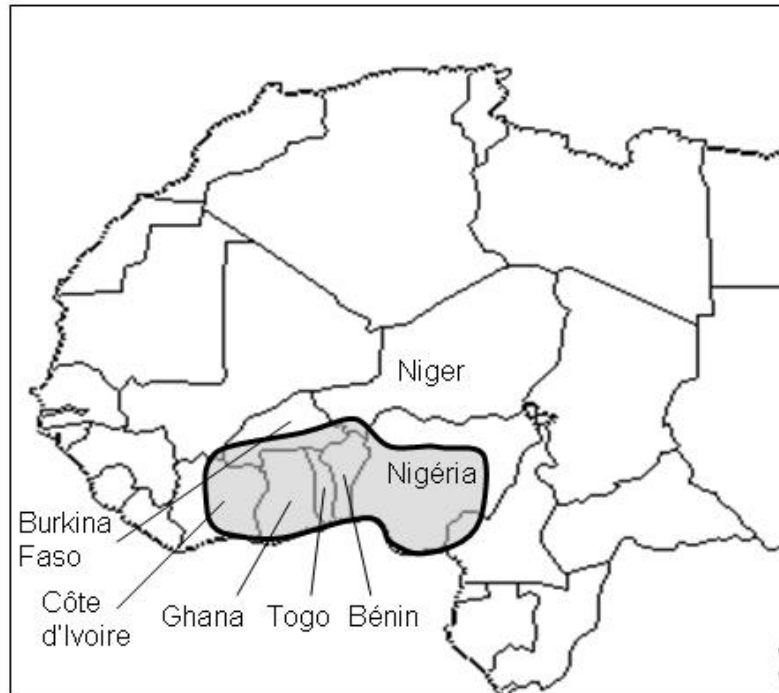 Niger
Nigéria
Burkina
Faso
Côte
d'Ivoire
Ghana
Togo
Bénin